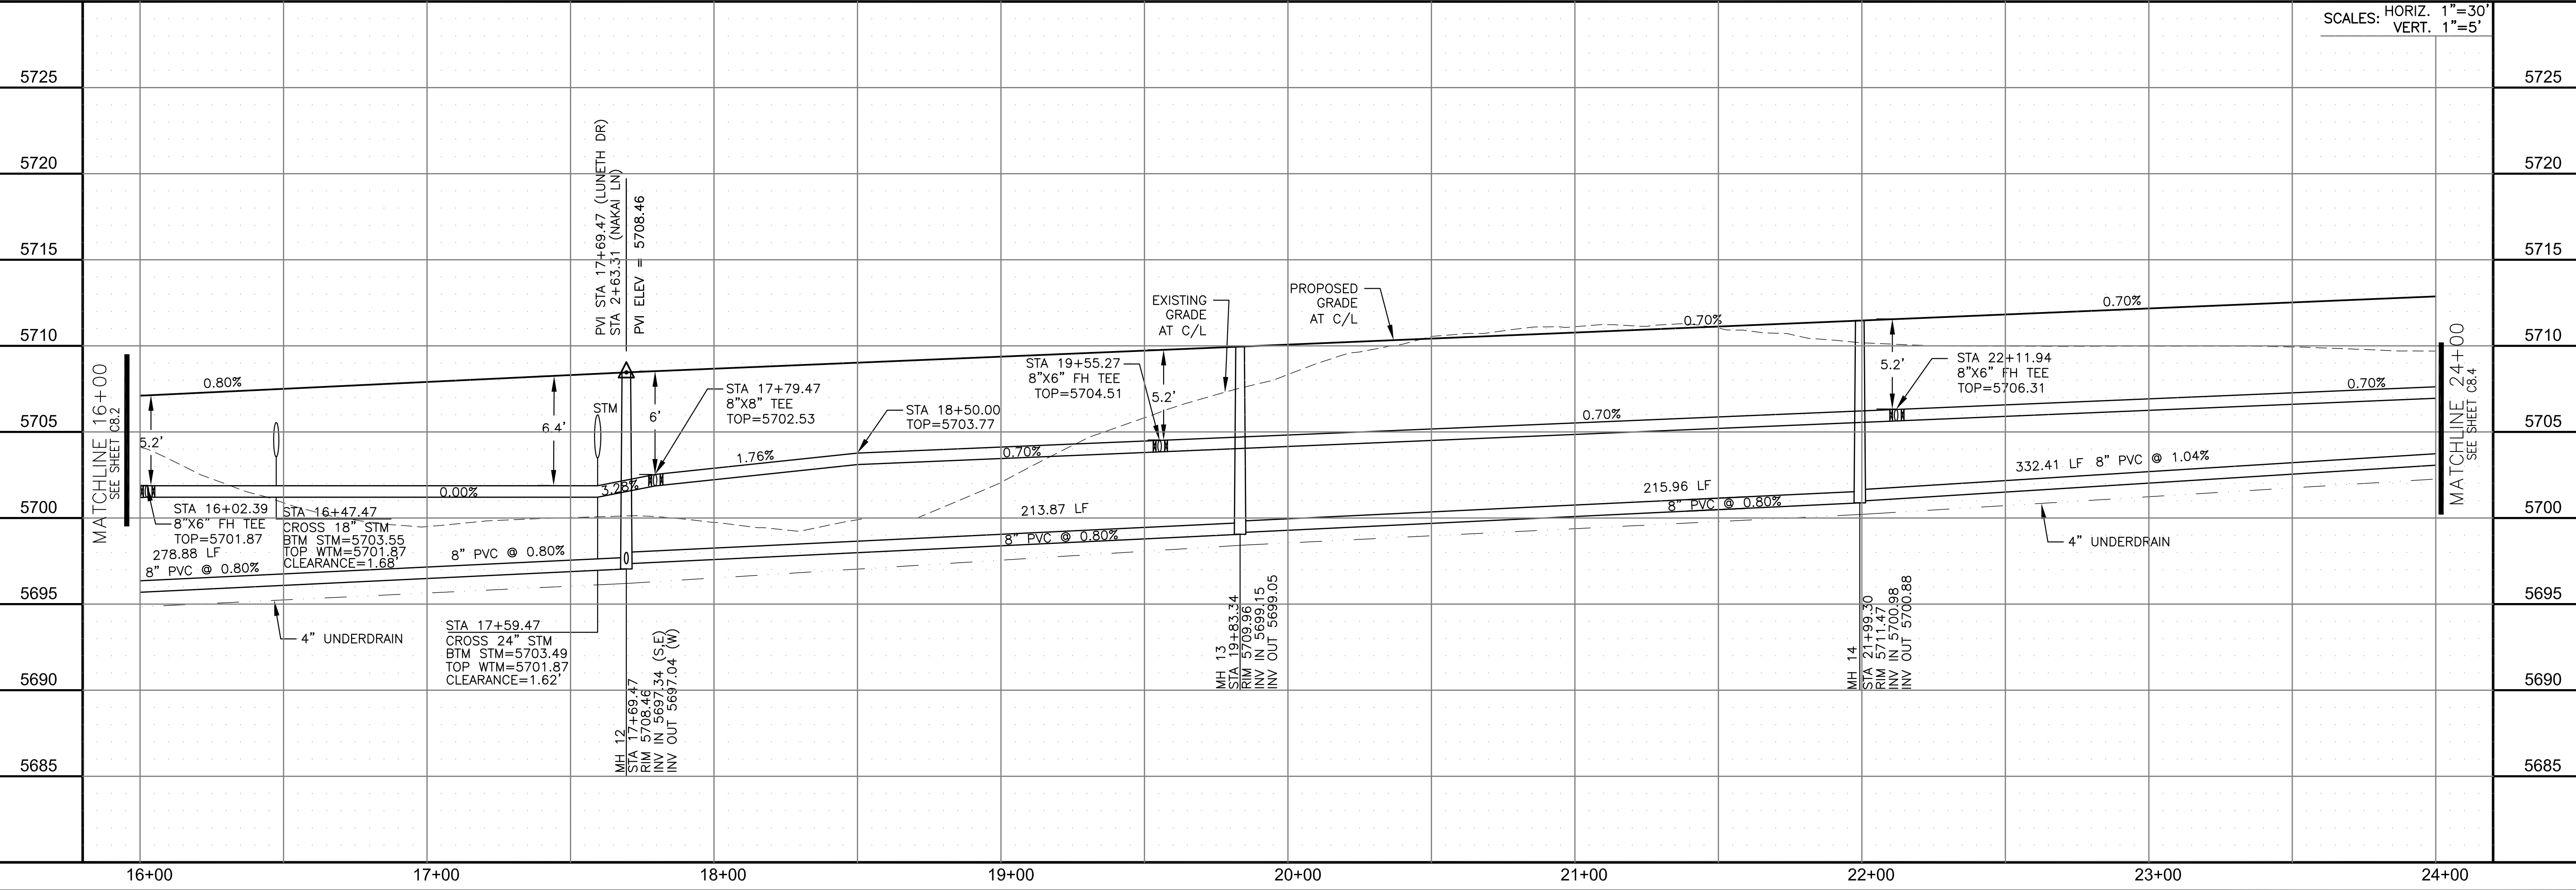 SCALES: HORIZ. 1"=30'
VERT. 1"=5'
5725
5720
5715
5710
5705
5700
5695
5690
5685
5725
5720
5715
5710
5705
5700
5695
5690
5685
MATCHLINE 16+00
SEE SHEET C8.2
0.80%
5.2'
STA 16+02.39
8"X6" FH TEE
TOP=5701.87
278.88 LF
8" PVC @ 0.80%
STA 16+47.47
CROSS 18" STM
BTM STM=5703.55
TOP WTM=5701.87
CLEARANCE=1.68'
4" UNDERDRAIN
0.00%
8" PVC @ 0.80%
6.4'
STM
STA 17+59.47
CROSS 24" STM
BTM STM=5703.49
TOP WTM=5701.87
CLEARANCE=1.62'
PVI STA 17+69.47 (LUNETH DR)
STA 2+63.31 (NAKAI LN)
PVI ELEV = 5708.46
3.28%
6'
MH 12
STA 17+69.47
RIM 5708.46
INV IN 5697.34 (S,E)
INV OUT 5697.04 (W)
STA 17+79.47
8"X8" TEE
TOP=5702.53
1.76%
STA 18+50.00
TOP=5703.77
0.70%
213.87 LF
8" PVC @ 0.80%
STA 19+55.27
8"X6" FH TEE
TOP=5704.51
5.2'
EXISTING
GRADE
AT C/L
PROPOSED
GRADE
AT C/L
MH 13
STA 19+83.34
RIM 5709.96
INV IN 5699.15
INV OUT 5699.05
0.70%
0.70%
215.96 LF
8" PVC @ 0.80%
MH 14
STA 21+99.30
RIM 5711.47
INV IN 5700.98
INV OUT 5700.88
5.2'
STA 22+11.94
8"X6" FH TEE
TOP=5706.31
0.70%
0.70%
332.41 LF 8" PVC @ 1.04%
4" UNDERDRAIN
MATCHLINE 24+00
SEE SHEET C8.4
16+00
17+00
18+00
19+00
20+00
21+00
22+00
23+00
24+00